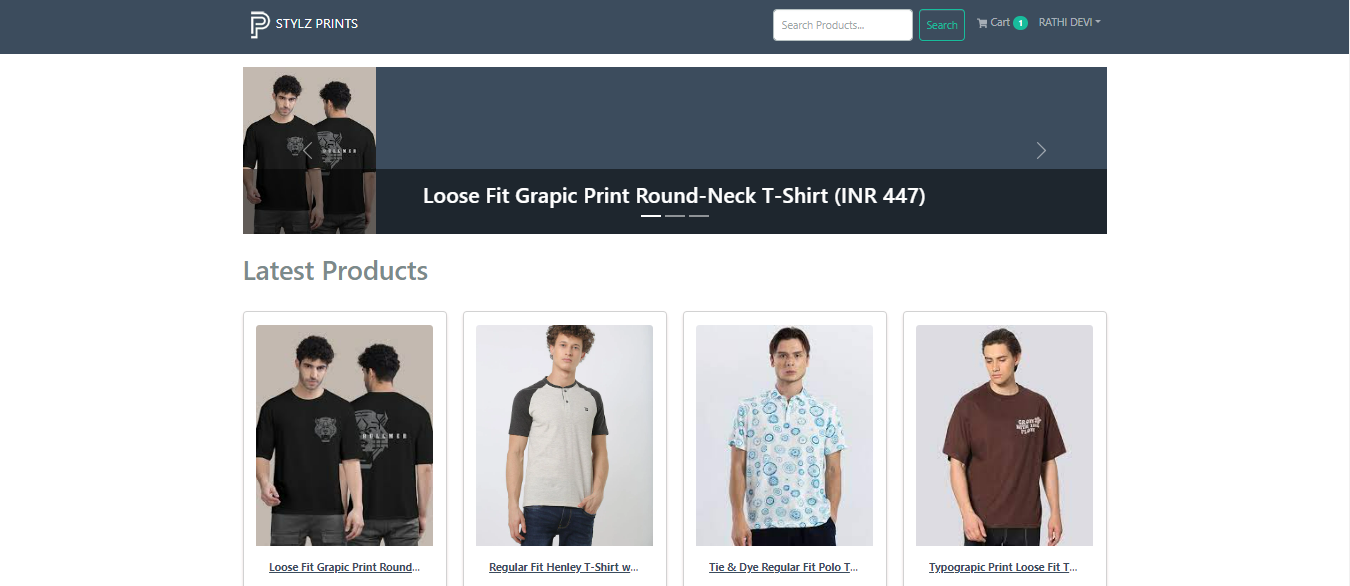 STYLZ PRINTS
Search Products...
Search
Cart 1
RATHI DEVI
Loose Fit Grapic Print Round-Neck T-Shirt (INR 447)
Latest Products
Loose Fit Grapic Print Round...
Regular Fit Henley T-Shirt w...
Tie & Dye Regular Fit Polo T...
Typograpic Print Loose Fit T...